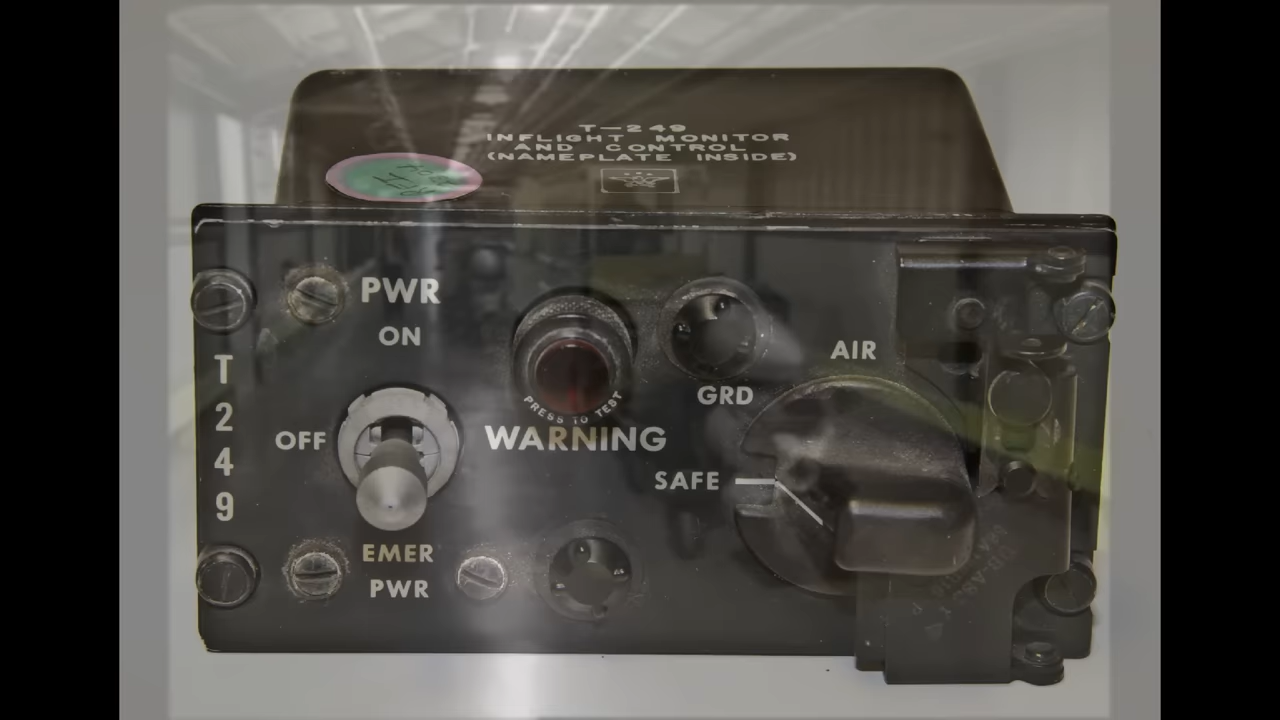 T-249
INFLIGHT MONITOR
AND CONTROL
(NAMEPLATE INSIDE)
PWR
ON
OFF
EMER
PWR
T
2
4
9
PRESS TO TEST
WARNING
GRD
AIR
SAFE